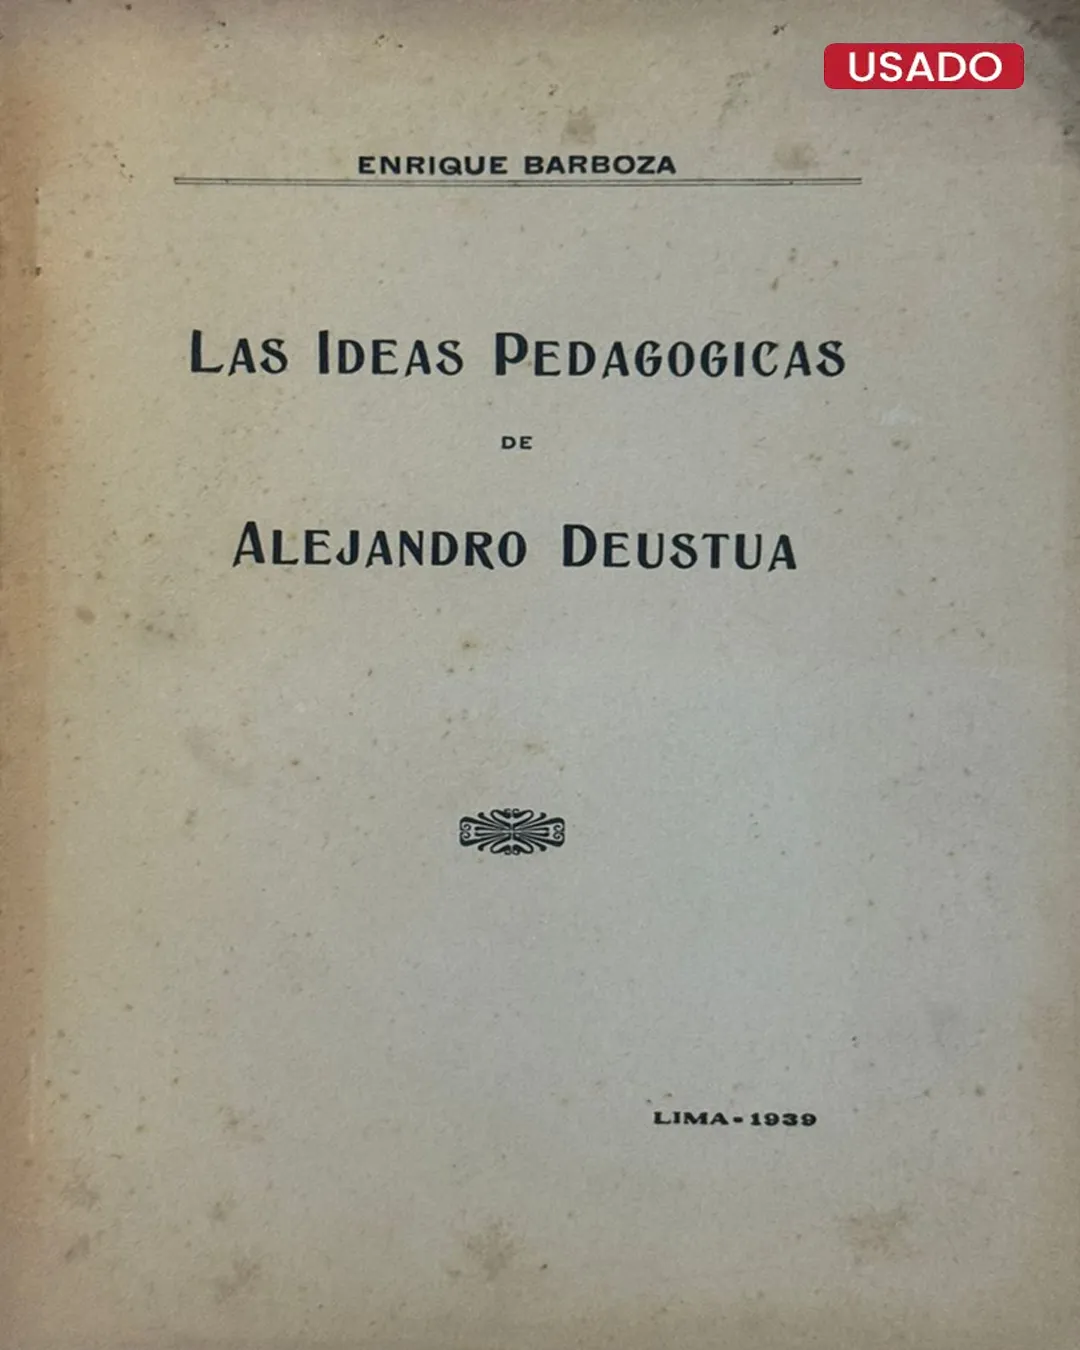 USADO
ENRIQUE BARBOZA
LAS IDEAS PEDAGOGICAS
DE
ALEJANDRO DEUSTUA
LIMA - 1939